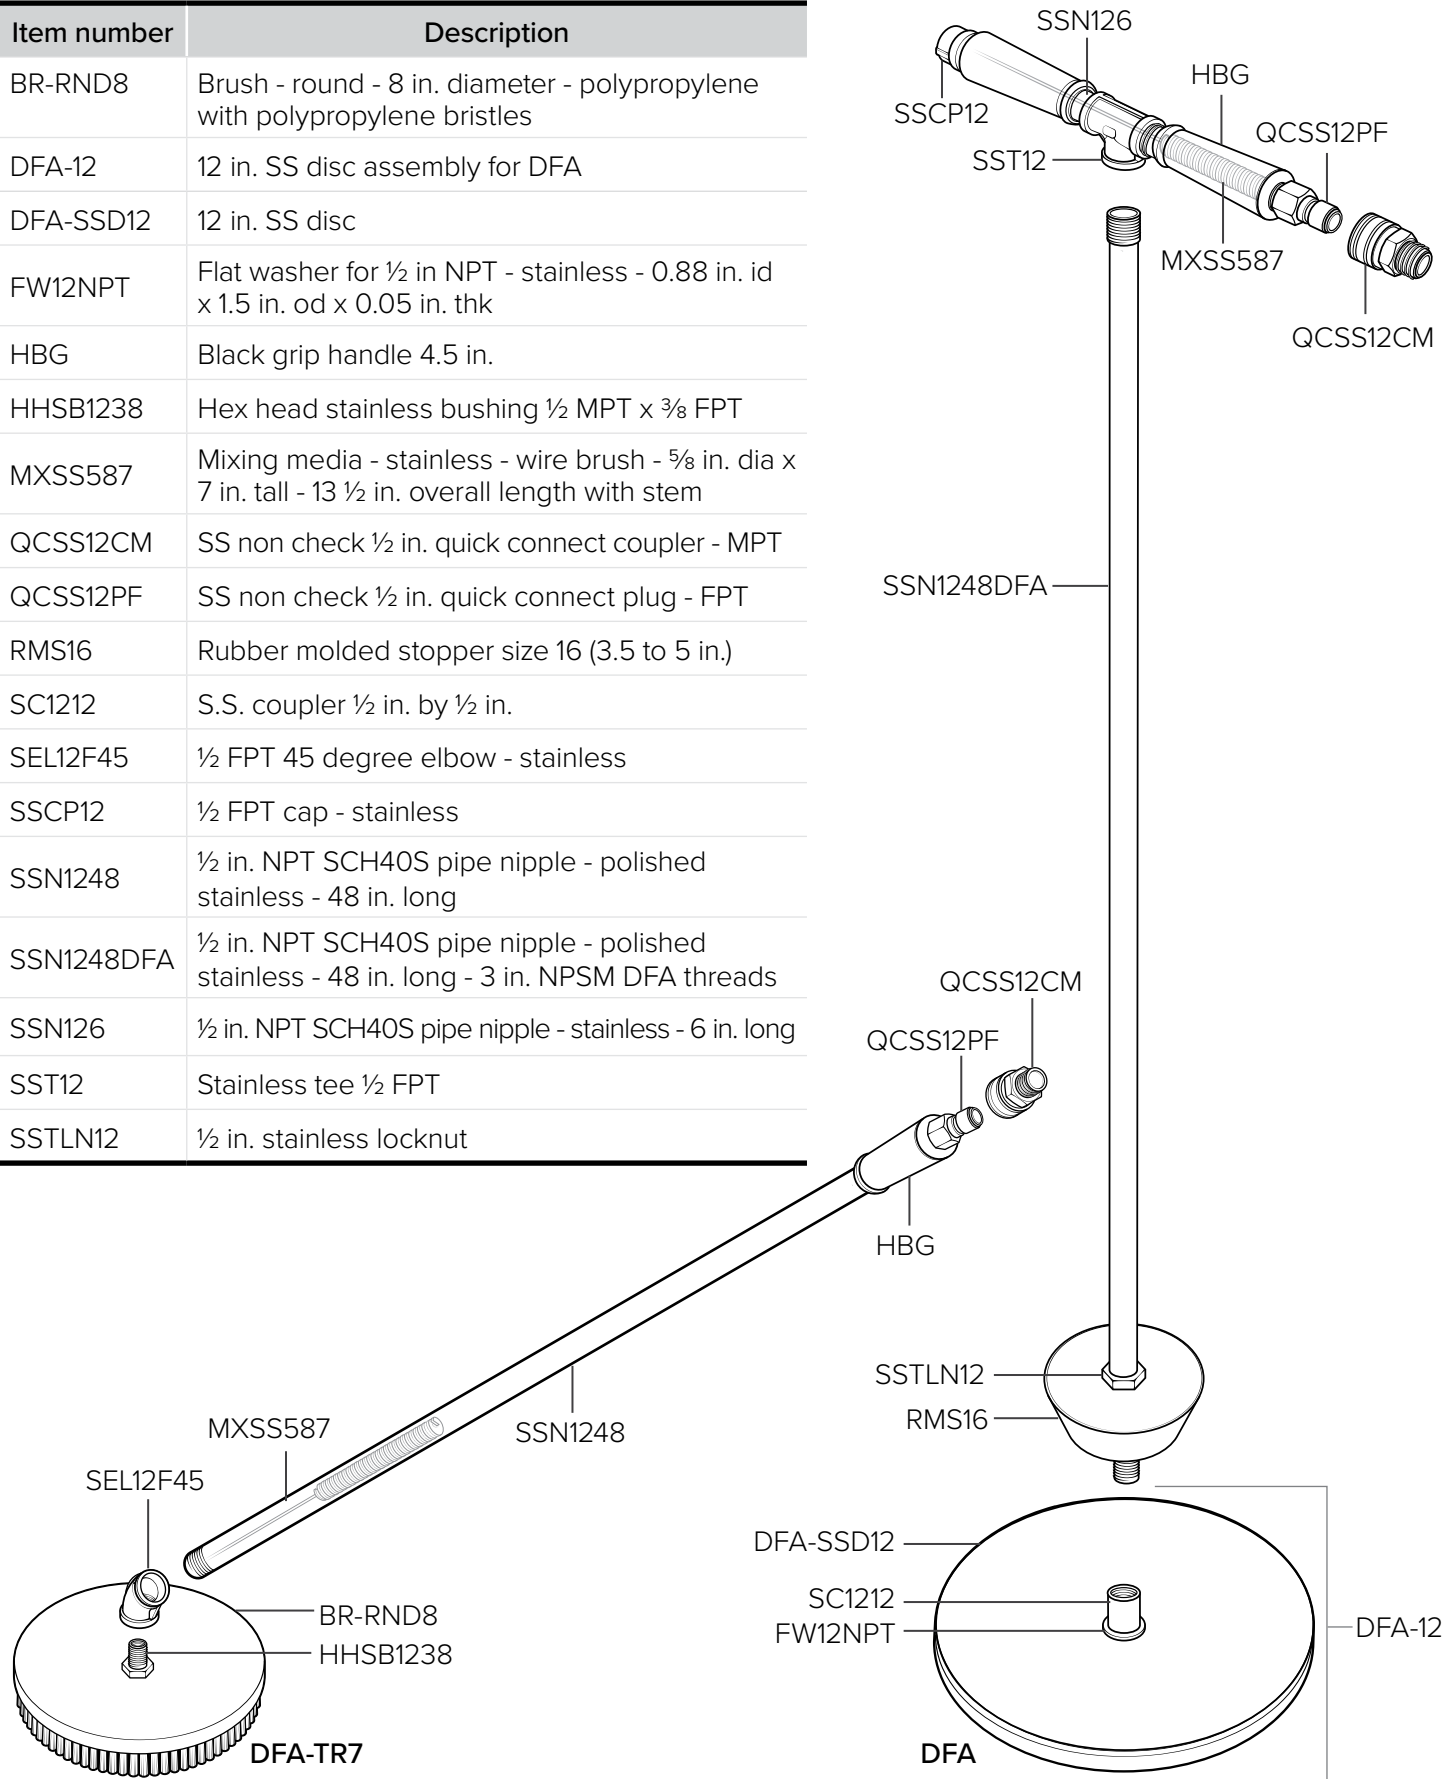 Item number Description
BR-RND8 Brush - round - 8 in. diameter - polypropylene
with polypropylene bristles
DFA-12 12 in. SS disc assembly for DFA
DFA-SSD12 12 in. SS disc
FW12NPT Flat washer for ½ in NPT - stainless - 0.88 in. id
x 1.5 in. od x 0.05 in. thk
HBG Black grip handle 4.5 in.
HHSB1238 Hex head stainless bushing ½ MPT x ⅜ FPT
MXSS587 Mixing media - stainless - wire brush - ⅝ in. dia x
7 in. tall - 13 ½ in. overall length with stem
QCSS12CM SS non check ½ in. quick connect coupler - MPT
QCSS12PF SS non check ½ in. quick connect plug - FPT
RMS16 Rubber molded stopper size 16 (3.5 to 5 in.)
SC1212 S.S. coupler ½ in. by ½ in.
SEL12F45 ½ FPT 45 degree elbow - stainless
SSCP12 ½ FPT cap - stainless
SSN1248 ½ in. NPT SCH40S pipe nipple - polished
stainless - 48 in. long
SSN1248DFA ½ in. NPT SCH40S pipe nipple - polished
stainless - 48 in. long - 3 in. NPSM DFA threads
SSN126 ½ in. NPT SCH40S pipe nipple - stainless - 6 in. long
SST12 Stainless tee ½ FPT
SSTLN12 ½ in. stainless locknut
SSN126
HBG
SSCP12
QCSS12PF
SST12
MXSS587
QCSS12CM
SSN1248DFA
QCSS12CM
QCSS12PF
HBG
SSTLN12
RMS16
MXSS587
SSN1248
SEL12F45
DFA-SSD12
SC1212
BR-RND8
FW12NPT
DFA-12
HHSB1238
DFA-TR7
DFA